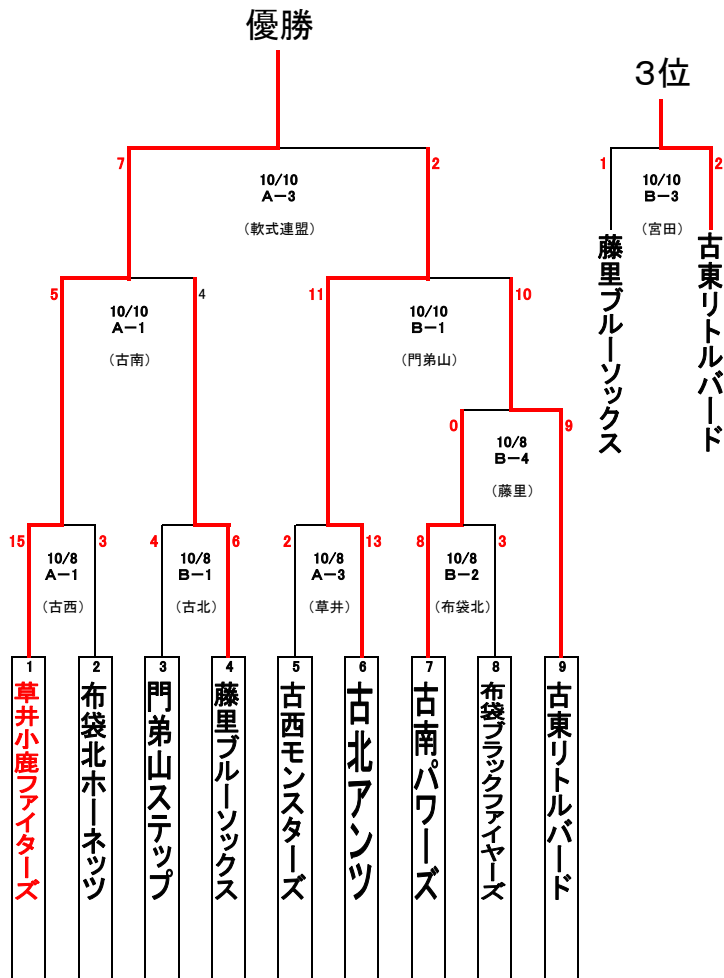 優勝
3位
7
2
10/10
A-3
(軟式連盟)
1
2
10/10
B-3
(宮田)
藤里ブルーソックス
古東リトルバード
5
4
10/10
A-1
(古南)
11
10
10/10
B-1
(門弟山)
0
9
10/8
B-4
(藤里)
15
3
10/8
A-1
(古西)
4
6
10/8
B-1
(古北)
2
13
10/8
A-3
(草井)
8
3
10/8
B-2
(布袋北)
1
草井小鹿ファイターズ
2
布袋北ホーネッツ
3
門弟山ステップ
4
藤里ブルーソックス
5
古西モンスターズ
6
古北アンツ
7
古南パワーズ
8
布袋ブラックファイヤーズ
9
古東リトルバード